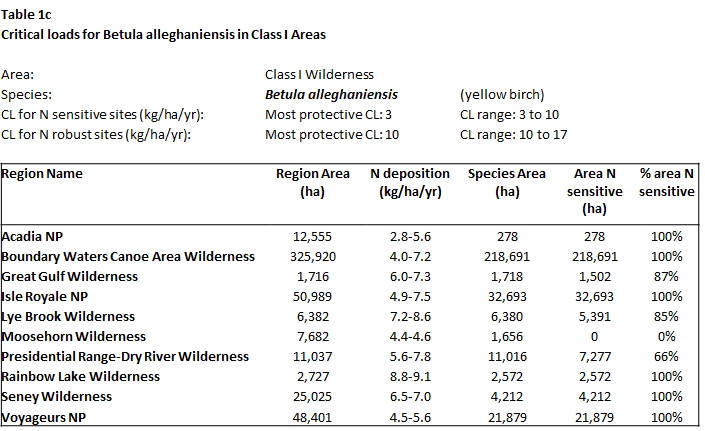 Table 1c
Critical loads for Betula alleghaniensis in Class I Areas
Area: Class I Wilderness
Species: Betula alleghaniensis (yellow birch)
CL for N sensitive sites (kg/ha/yr): Most protective CL: 3 CL range: 3 to 10
CL for N robust sites (kg/ha/yr): Most protective CL: 10 CL range: 10 to 17
Region Name Region Area N deposition Species Area Area N % area N
(ha) (kg/ha/yr) (ha) sensitive sensitive
(ha)
Acadia NP 12,555 2.8-5.6 278 278 100%
Boundary Waters Canoe Area Wilderness 325,920 4.0-7.2 218,691 218,691 100%
Great Gulf Wilderness 1,716 6.0-7.3 1,718 1,502 87%
Isle Royale NP 50,989 4.9-7.5 32,693 32,693 100%
Lye Brook Wilderness 6,382 7.2-8.6 6,380 5,391 85%
Moosehorn Wilderness 7,682 4.4-4.6 1,656 0 0%
Presidential Range-Dry River Wilderness 11,037 5.6-7.8 11,016 7,277 66%
Rainbow Lake Wilderness 2,727 8.8-9.1 2,572 2,572 100%
Seney Wilderness 25,025 6.5-7.0 4,212 4,212 100%
Voyageurs NP 48,401 4.5-5.6 21,879 21,879 100%